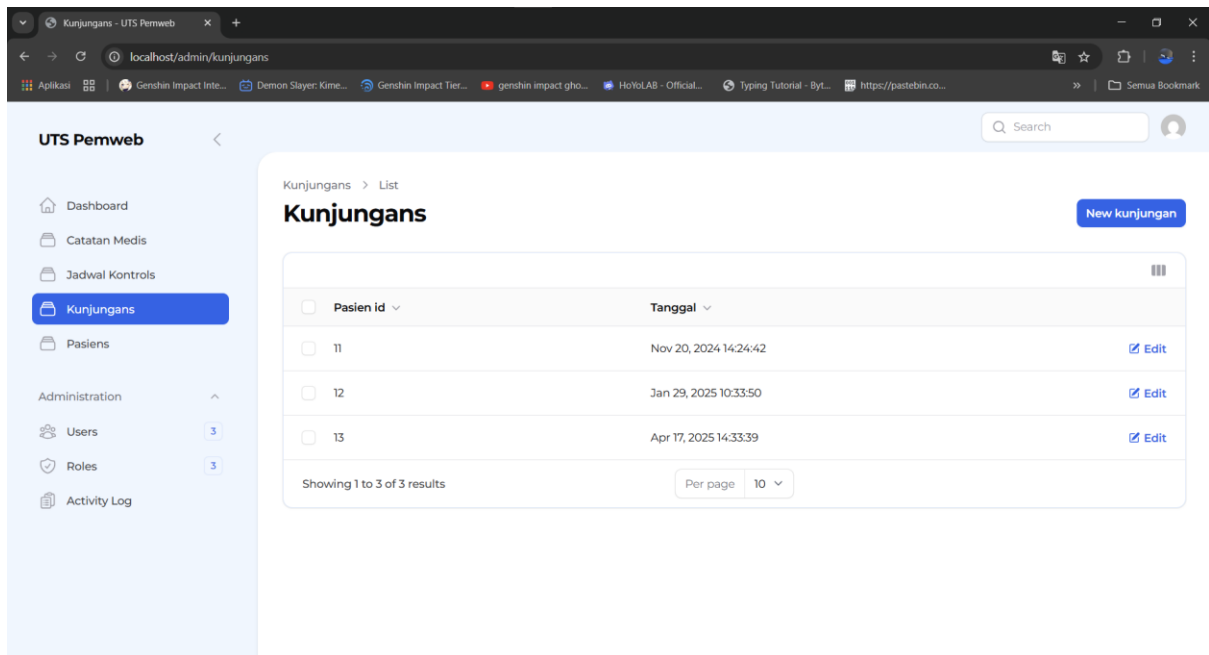 Kunjungans - UTS Pemweb
localhost/admin/kunjungans
Aplikasi
Genshin Impact Inte...
Demon Slayer: Kime...
Genshin Impact Tier...
genshin impact gho...
HoYoLAB - Official...
Typing Tutorial - Byt...
https://pastebin.co...
Semua Bookmark
UTS Pemweb
Search
Dashboard
Catatan Medis
Jadwal Kontrols
Kunjungans
Pasiens
Administration
Users 3
Roles 3
Activity Log
Kunjungans > List
Kunjungans
New kunjungan
Pasien id Tanggal
11 Nov 20, 2024 14:24:42 Edit
12 Jan 29, 2025 10:33:50 Edit
13 Apr 17, 2025 14:33:39 Edit
Showing 1 to 3 of 3 results Per page 10